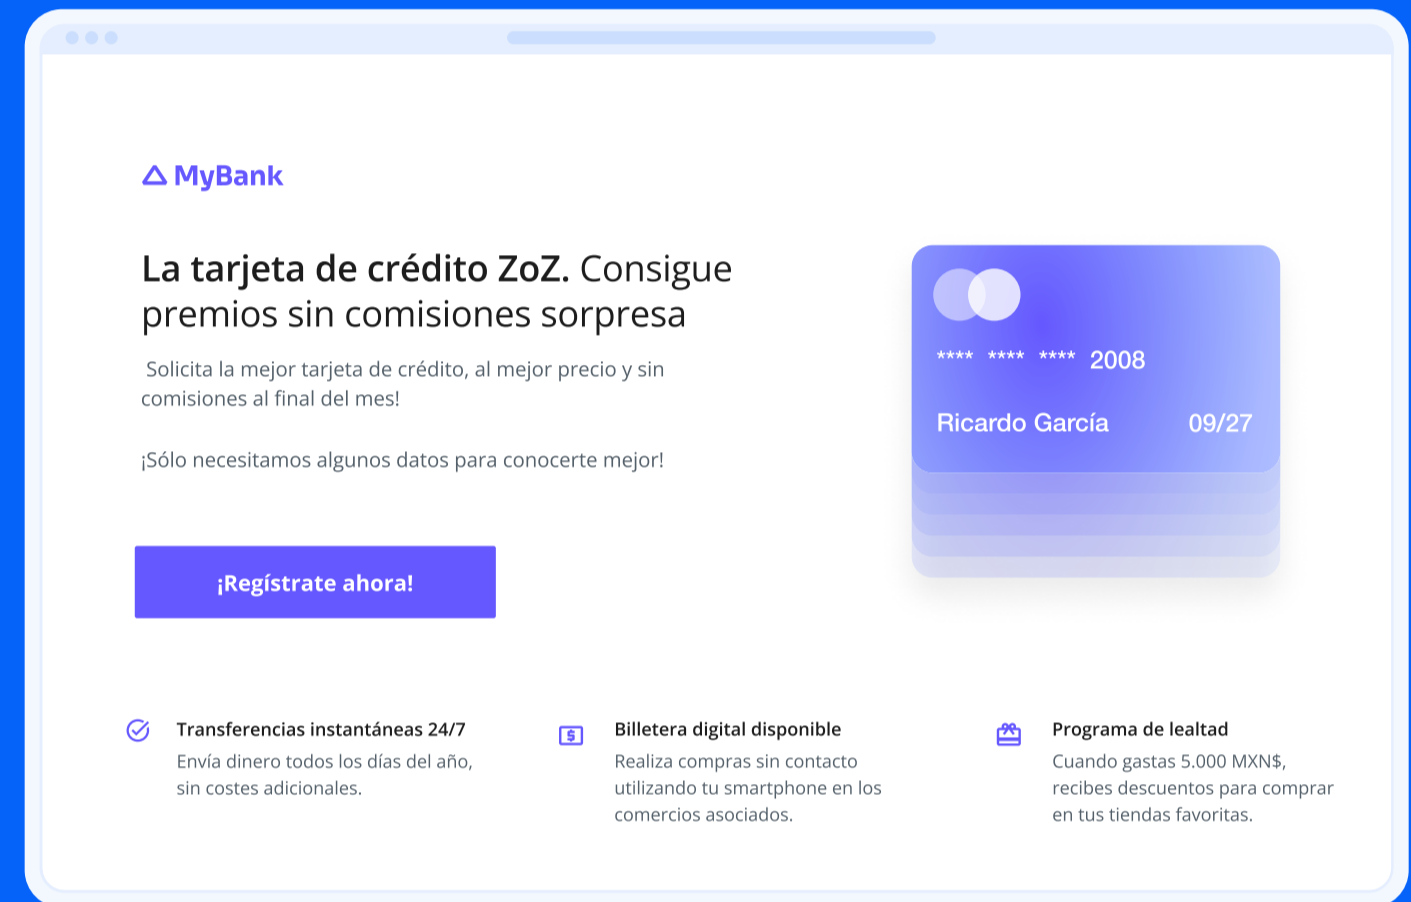 MyBank
La tarjeta de crédito ZoZ. Consigue
premios sin comisiones sorpresa
Solicita la mejor tarjeta de crédito, al mejor precio y sin
comisiones al final del mes!
¡Sólo necesitamos algunos datos para conocerte mejor!
¡Regístrate ahora!
**** **** **** 2008
Ricardo García 09/27
Transferencias instantáneas 24/7
Envía dinero todos los días del año,
sin costes adicionales.
Billetera digital disponible
Realiza compras sin contacto
utilizando tu smartphone en los
comercios asociados.
Programa de lealtad
Cuando gastas 5.000 MXN$,
recibes descuentos para comprar
en tus tiendas favoritas.